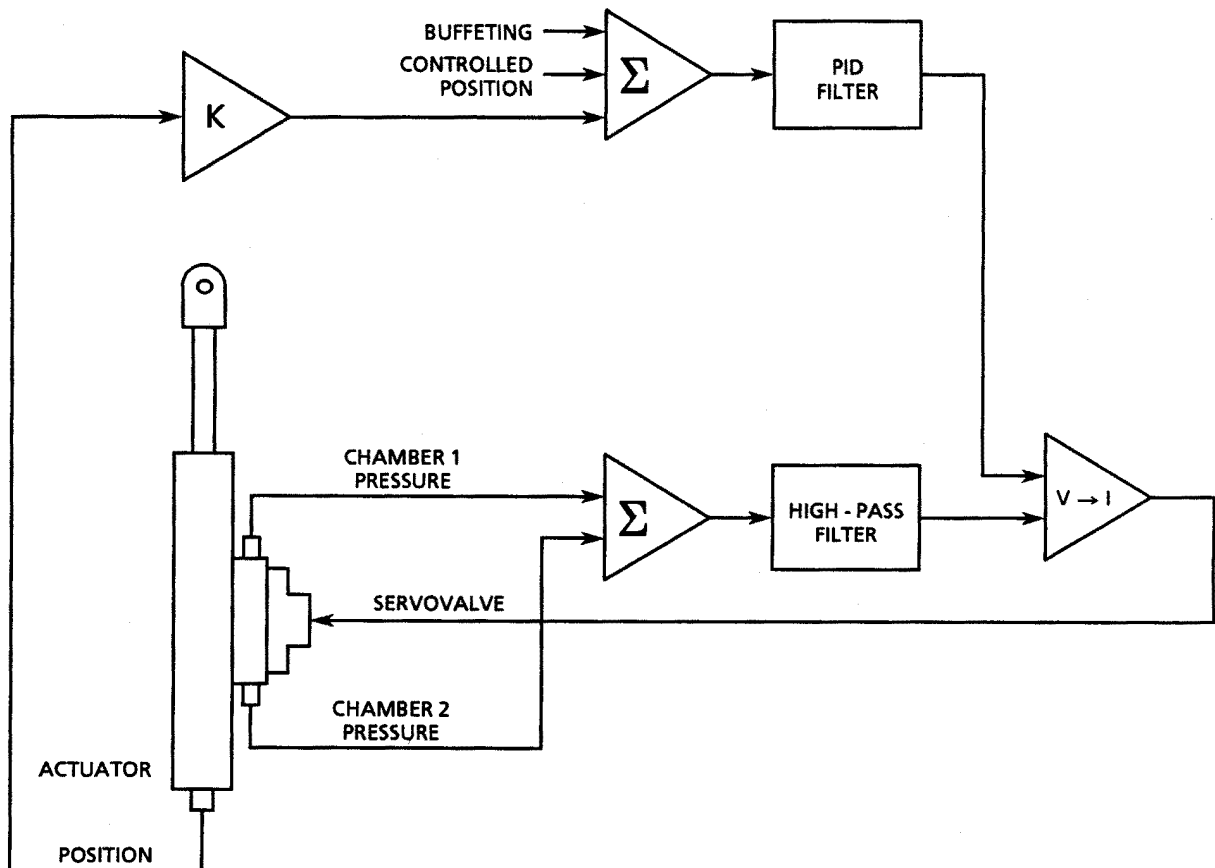 BUFFETING
CONTROLLED
POSITION
Σ
PID
FILTER
K
CHAMBER 1
PRESSURE
Σ
HIGH - PASS
FILTER
V → I
SERVOVALVE
CHAMBER 2
PRESSURE
ACTUATOR
POSITION